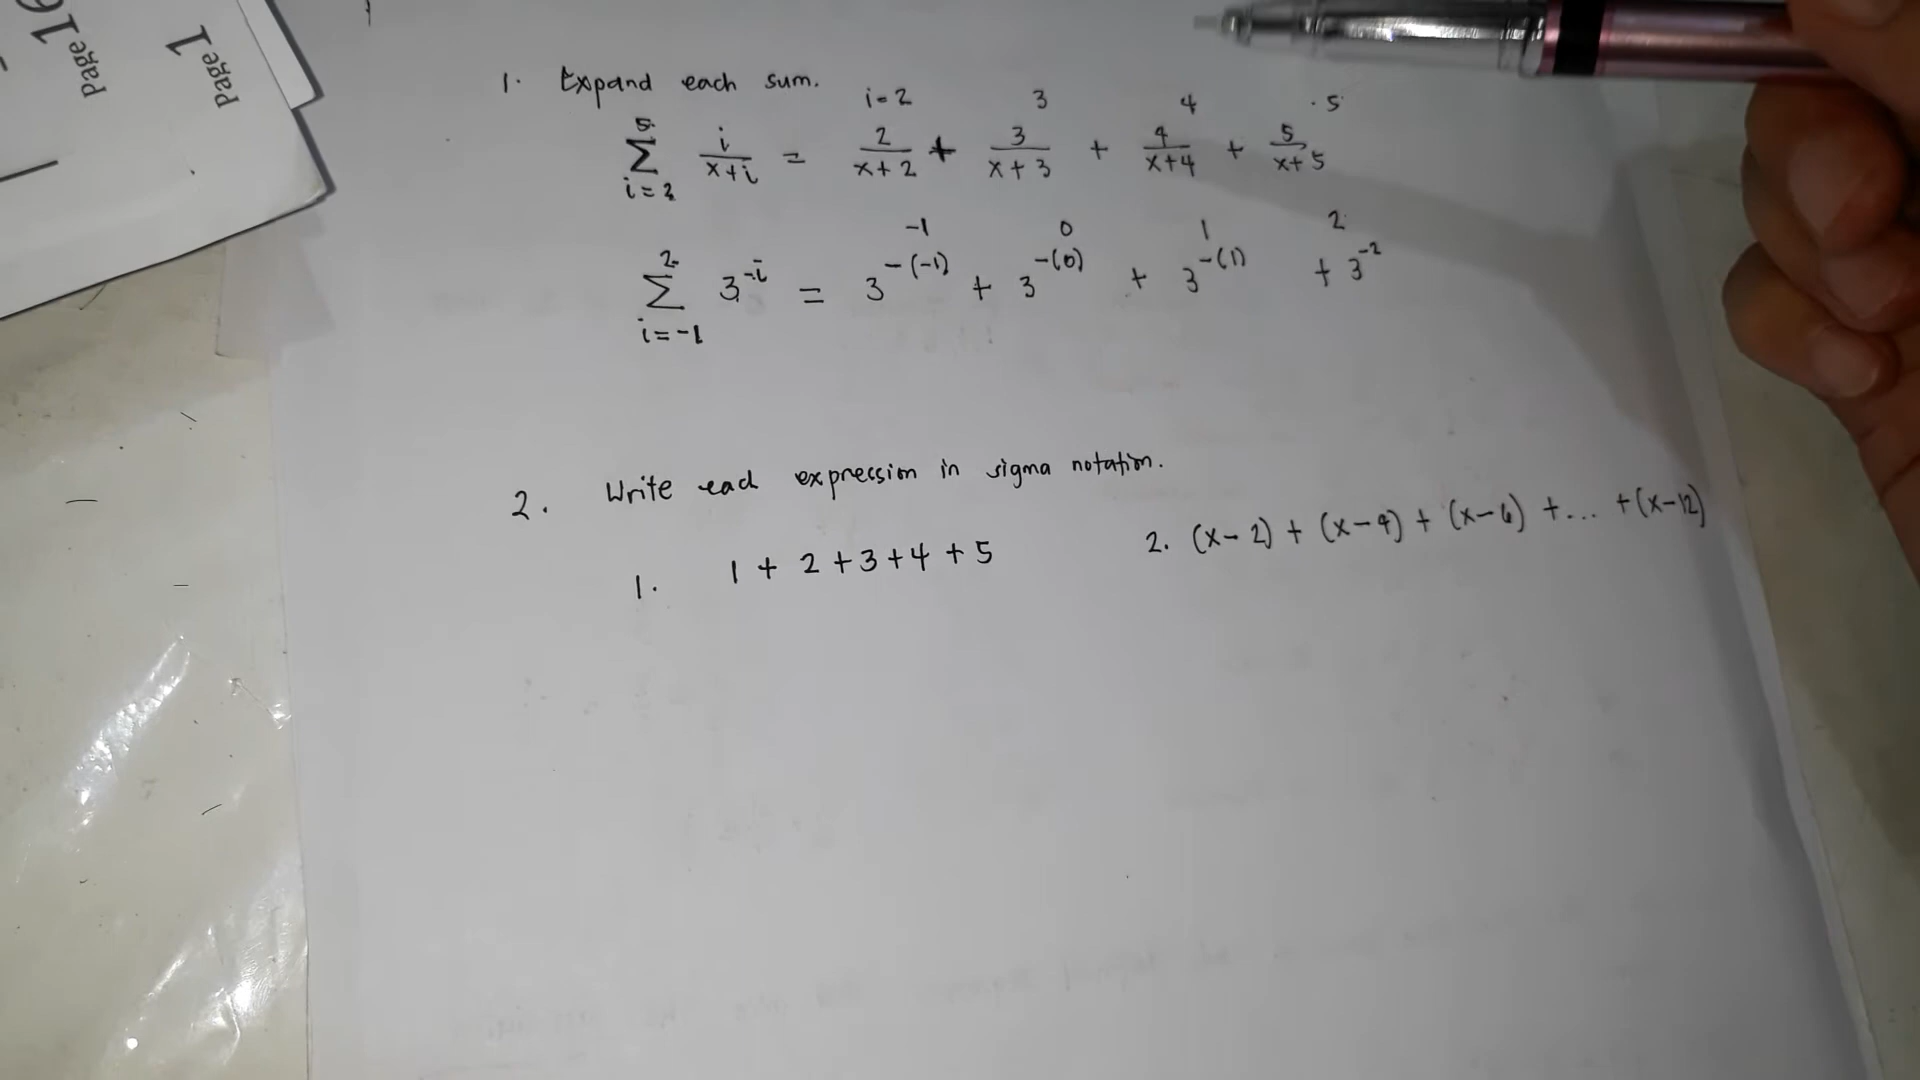 Page 16
Page 1
1. Expand each sum.
i=2 3 4 5
5 Σ i=2 i/(x+i) = 2/(x+2) + 3/(x+3) + 4/(x+4) + 5/(x+5)
-1 0 1 2
2 Σ i=-1 3^-i = 3^-(-1) + 3^-(0) + 3^-(1) + 3^-2
2. Write each expression in sigma notation.
1. 1 + 2 + 3 + 4 + 5
2. (x-2) + (x-4) + (x-6) + ... + (x-12)